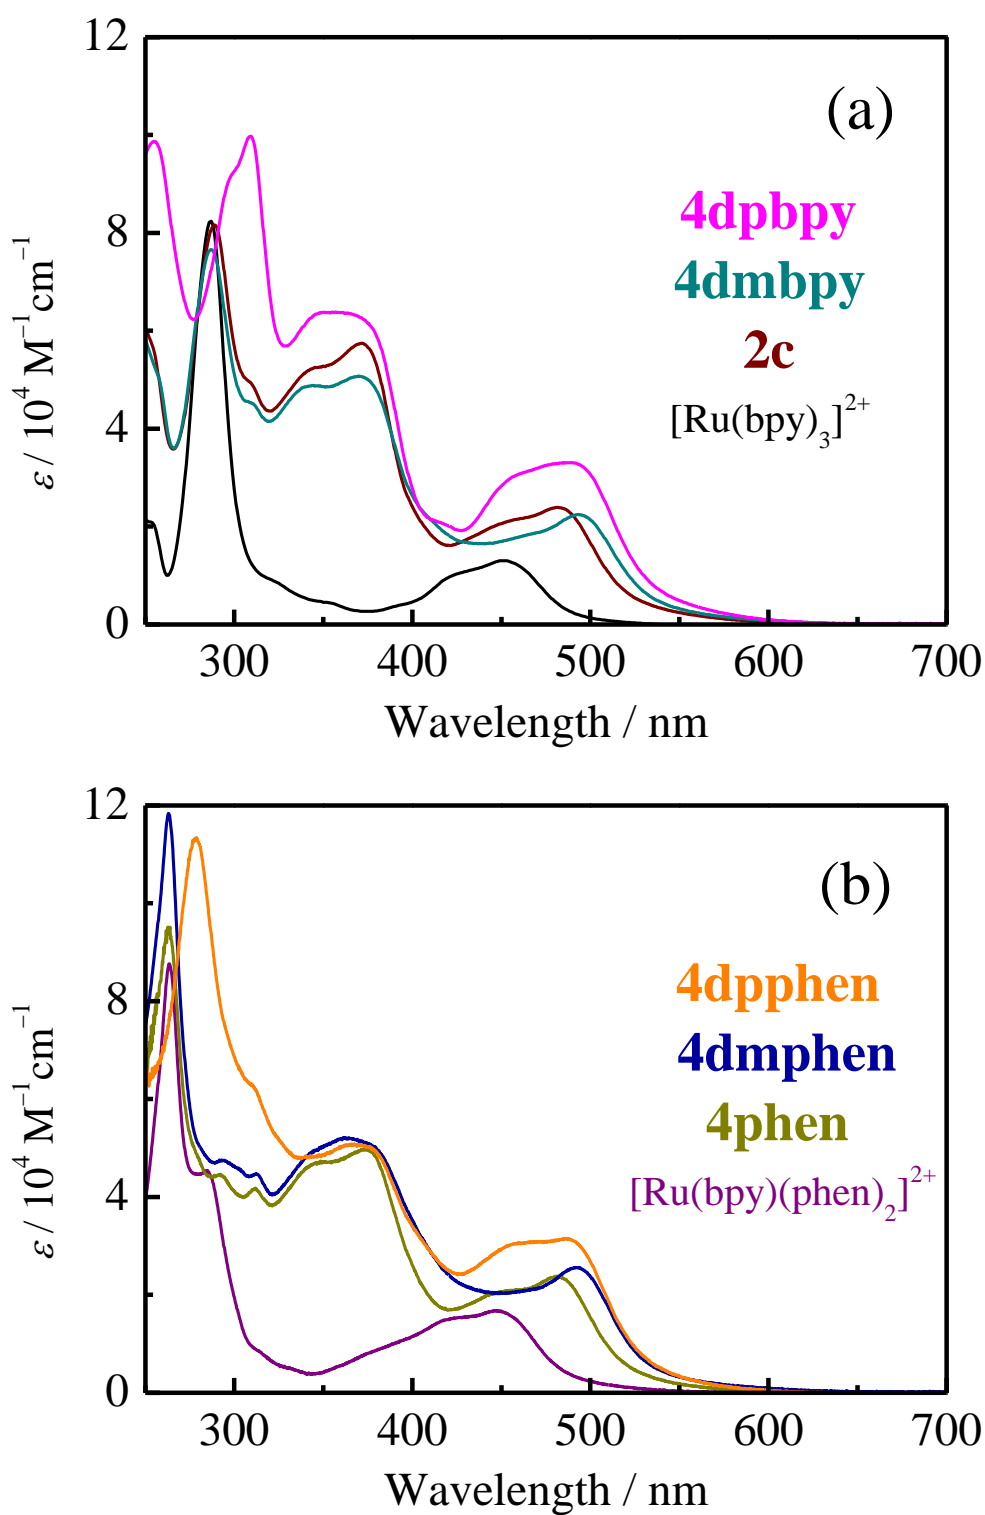 12
(a)
4dpbpy
8
4dmbpy
2c
[Ru(bpy)₃]²⁺
4
ε / 10⁴ M⁻¹cm⁻¹
0
300 400 500 600 700
Wavelength / nm
12
(b)
4dpphen
8
4dmphen
4phen
[Ru(bpy)(phen)₂]²⁺
4
ε / 10⁴ M⁻¹cm⁻¹
0
300 400 500 600 700
Wavelength / nm